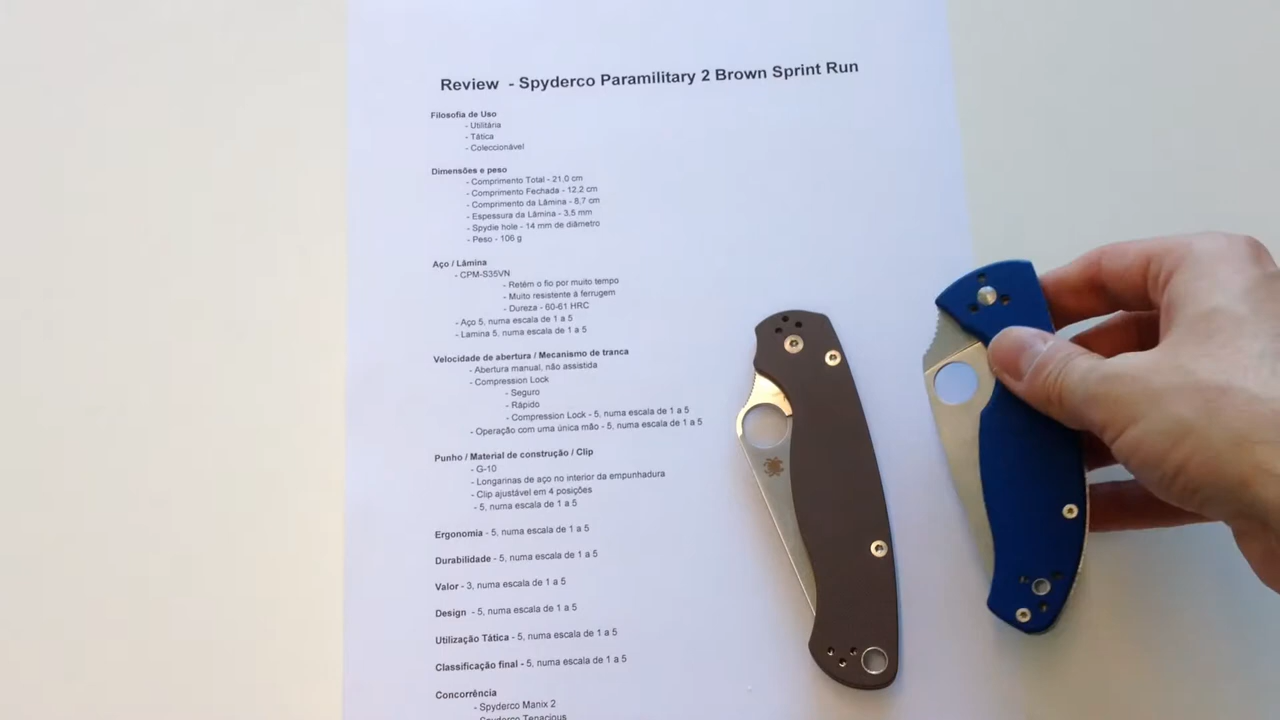 Review - Spyderco Paramilitary 2 Brown Sprint Run
Filosofia de Uso
- Utilitária
- Tática
- Coleccionável
Dimensões e peso
- Comprimento Total - 21,0 cm
- Comprimento Fechada - 12,2 cm
- Comprimento da Lâmina - 8,7 cm
- Espessura da Lâmina - 3,5 mm
- Spydie hole - 14 mm de diâmetro
- Peso - 106 g
Aço / Lâmina
- CPM-S35VN
- Retém o fio por muito tempo
- Muito resistente à ferrugem
- Dureza - 60-61 HRC
- Aço 5, numa escala de 1 a 5
- Lamina 5, numa escala de 1 a 5
Velocidade de abertura / Mecanismo de tranca
- Abertura manual, não assistida
- Compression Lock
- Seguro
- Rápido
- Compression Lock - 5, numa escala de 1 a 5
- Operação com uma única mão - 5, numa escala de 1 a 5
Punho / Material de construção / Clip
- G-10
- Longarinas de aço no interior da empunhadura
- Clip ajustável em 4 posições
- 5, numa escala de 1 a 5
Ergonomia - 5, numa escala de 1 a 5
Durabilidade - 5, numa escala de 1 a 5
Valor - 3, numa escala de 1 a 5
Design - 5, numa escala de 1 a 5
Utilização Tática - 5, numa escala de 1 a 5
Classificação final - 5, numa escala de 1 a 5
Concorrência
- Spyderco Manix 2
- Spyderco Tenacious